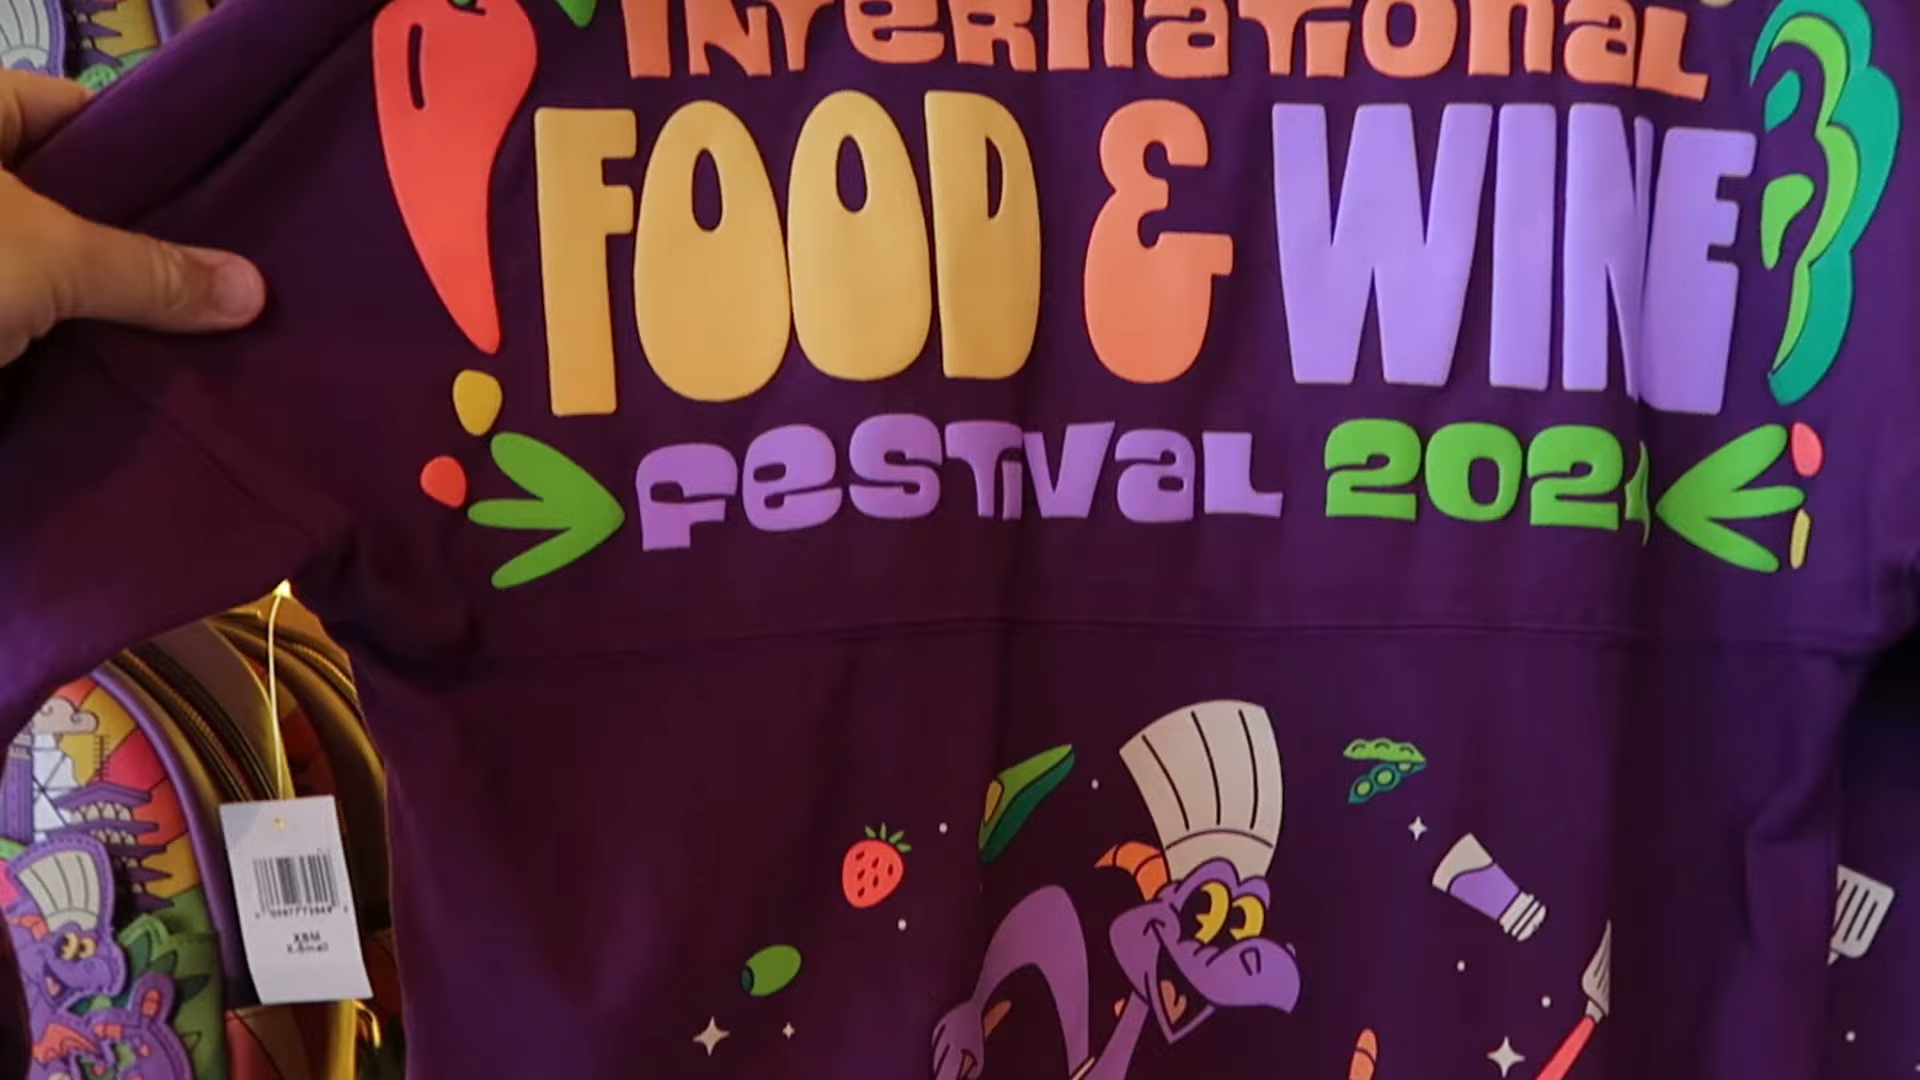 INTERNATIONAL
FOOD & WINE
FESTIVAL 2024
XSM
X-Small